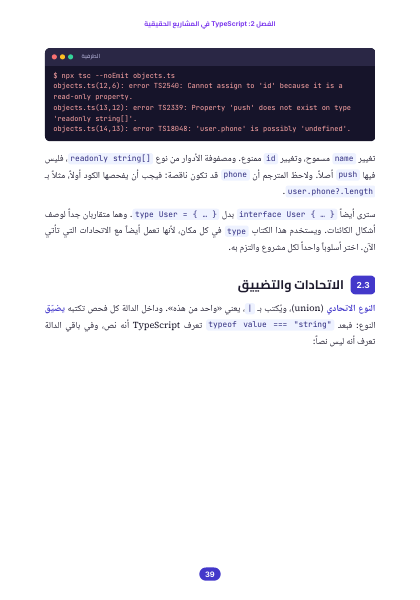 الفصل 2: TypeScript في المشاريع الحقيقية
الطرفية
$ npx tsc --noEmit objects.ts
objects.ts(12,6): error TS2540: Cannot assign to 'id' because it is a
read-only property.
objects.ts(13,12): error TS2339: Property 'push' does not exist on type
'readonly string[]'.
objects.ts(14,13): error TS18048: 'user.phone' is possibly 'undefined'.
تغيير name مسموح، وتغيير id ممنوع. ومصفوفة الأدوار من نوع readonly string[]، فليس
فيها push أصلاً. ولاحظ المترجم أن phone قد تكون ناقصة: فيجب أن يفحصها الكود أولاً، مثلاً بـ
user.phone?.length.
سترى أيضاً interface User { … } بدل type User = { … }. وهما متقاربان جداً لوصف
أشكال الكائنات. ويستخدم هذا الكتاب type في كل مكان، لأنها تعمل أيضاً مع الاتحادات التي تأتي
الآن. اختر أسلوباً واحداً لكل مشروع والتزم به.
2.3 الاتحادات والتضييق
النوع الاتحادي (union)، ويُكتب بـ |، يعني «واحد من هذه». وداخل الدالة كل فحص تكتبه يضيّق
النوع: فبعد typeof value === "string" تعرف TypeScript أنه نص، وفي باقي الدالة
تعرف أنه ليس نصاً:
39